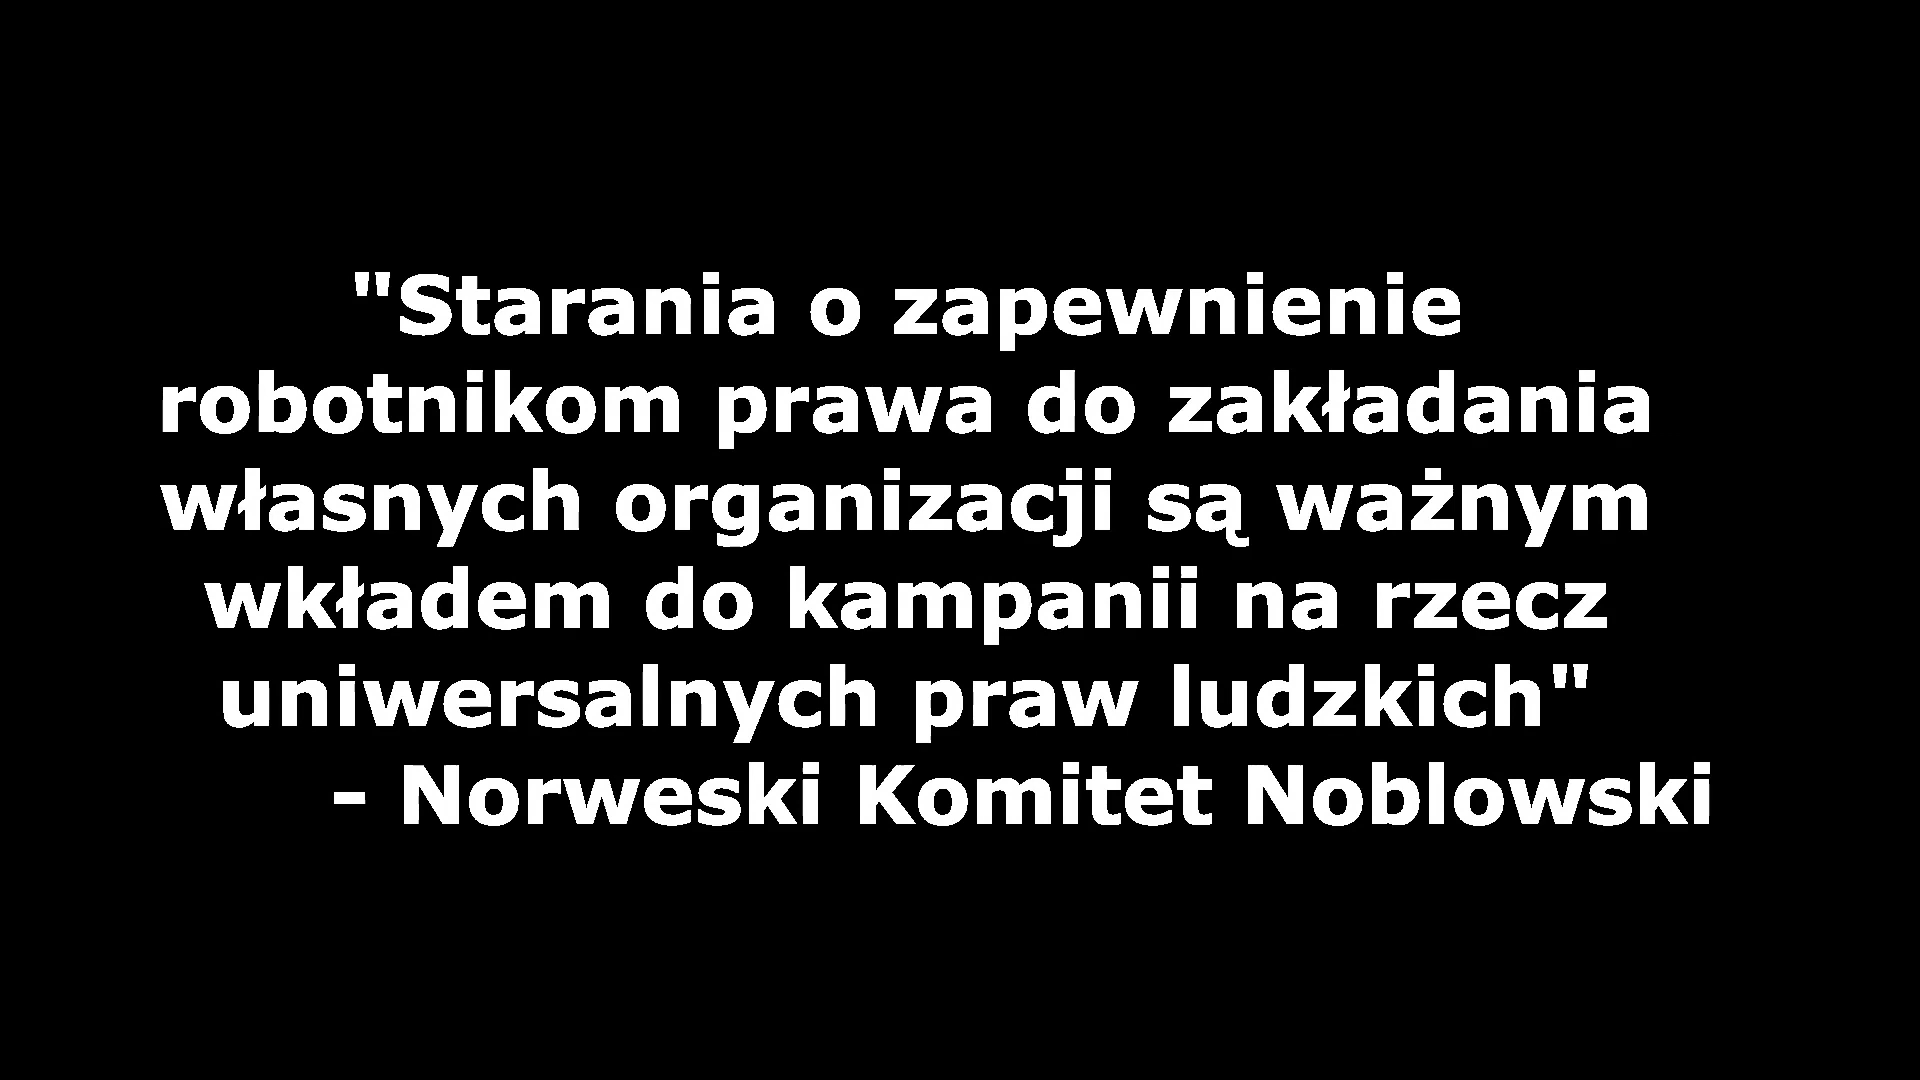 "Starania o zapewnienie
robotnikom prawa do zakładania
własnych organizacji są ważnym
wkładem do kampanii na rzecz
uniwersalnych praw ludzkich"
- Norweski Komitet Noblowski